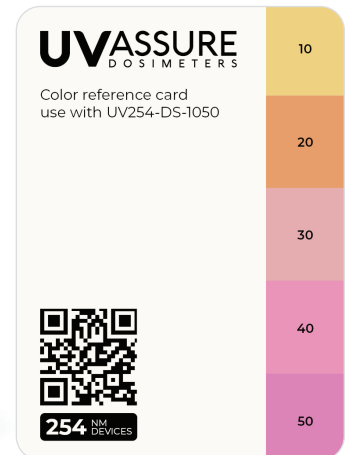 UVASSURE
DOSIMETERS
Color reference card
use with UV254-DS-1050
10
20
30
40
50
254 NM DEVICES